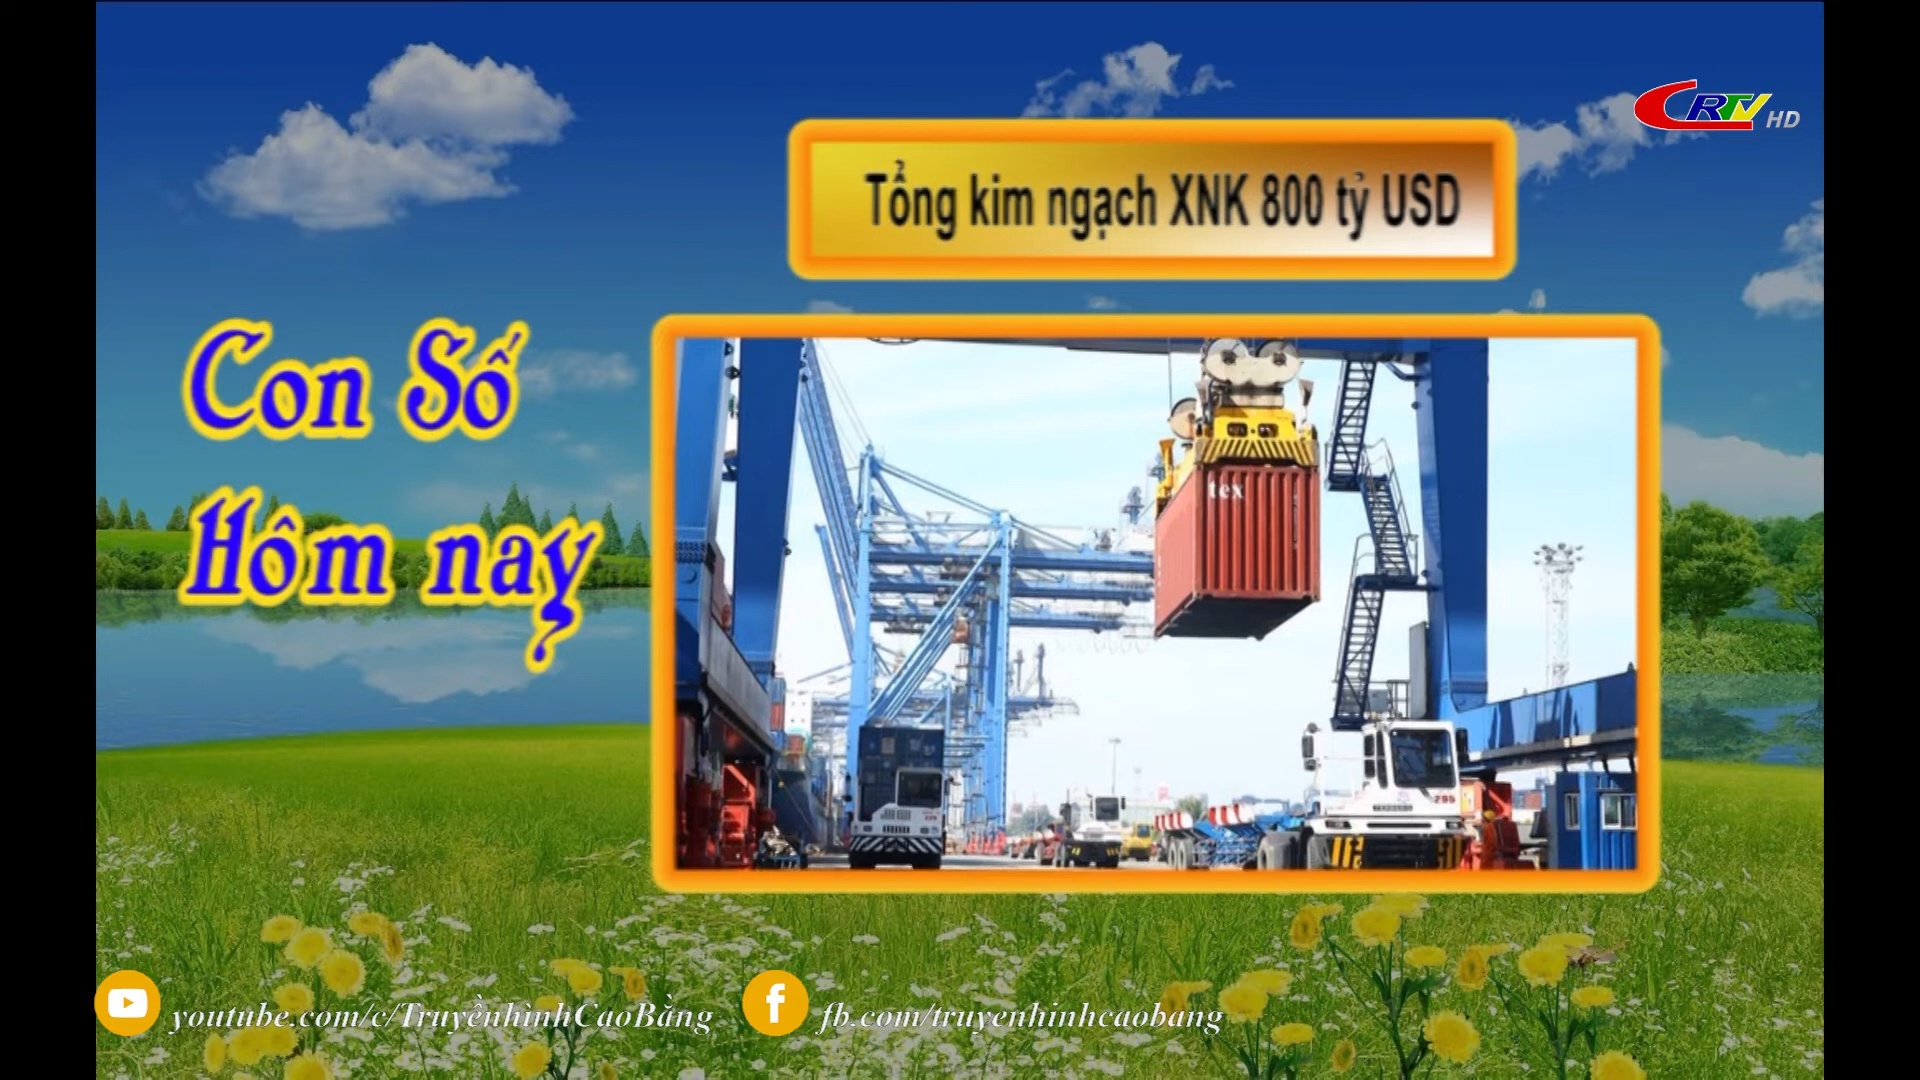 CRTV HD
Tổng kim ngạch XNK 800 tỷ USD
Con Số
Hôm nay
tex
295
youtube.com/c/TruyềnhìnhCaoBằng
fb.com/truyenhinhcaobang